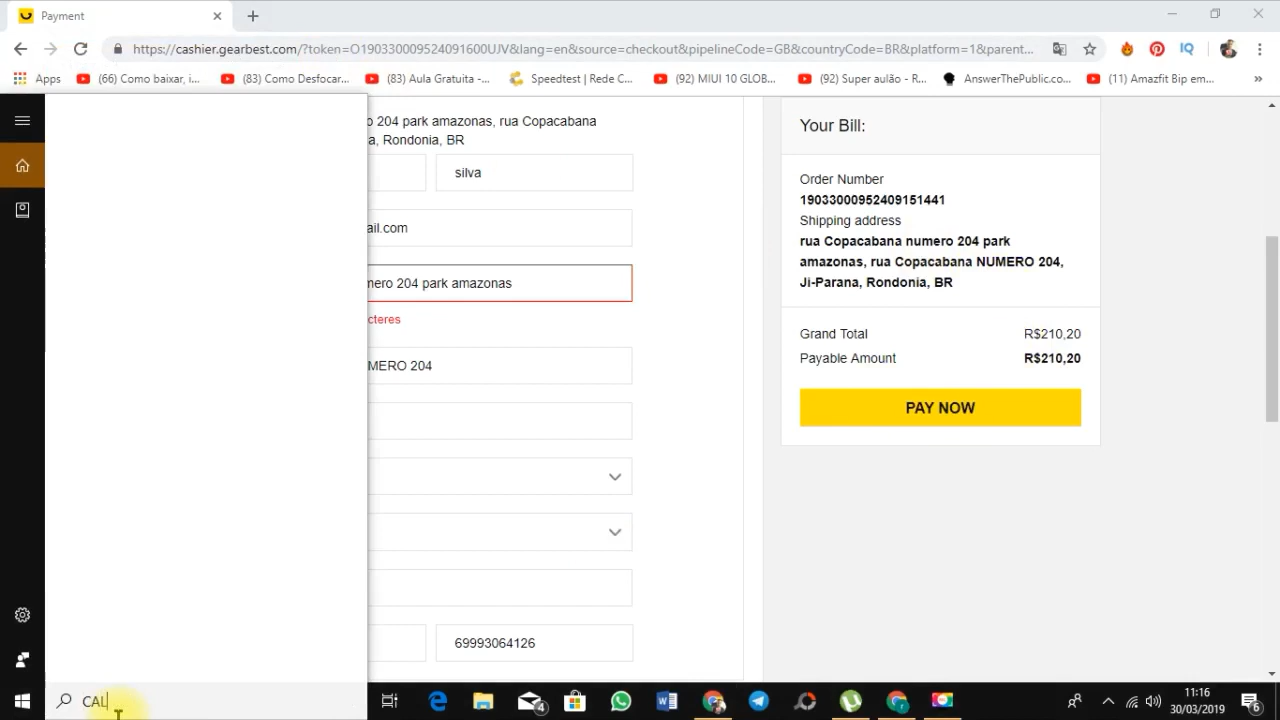 Payment
https://cashier.gearbest.com/?token=O190330009524091600UJV&lang=en&source=checkout&pipelineCode=GB&countryCode=BR&platform=1&parent...
Apps
(66) Como baixar, i...
(83) Como Desfocar...
(83) Aula Gratuita -...
Speedtest | Rede C...
(92) MIUI 10 GLOB...
(92) Super aulão - R...
AnswerThePublic.co...
(11) Amazfit Bip em...
»
o 204 park amazonas, rua Copacabana
a, Rondonia, BR
silva
ail.com
mero 204 park amazonas
cteres
MERO 204
69993064126
Your Bill:
Order Number
19033000952409151441
Shipping address
rua Copacabana numero 204 park
amazonas, rua Copacabana NUMERO 204,
Ji-Parana, Rondonia, BR
Grand Total R$210,20
Payable Amount R$210,20
PAY NOW
CAL
4
11:16
30/03/2019
6